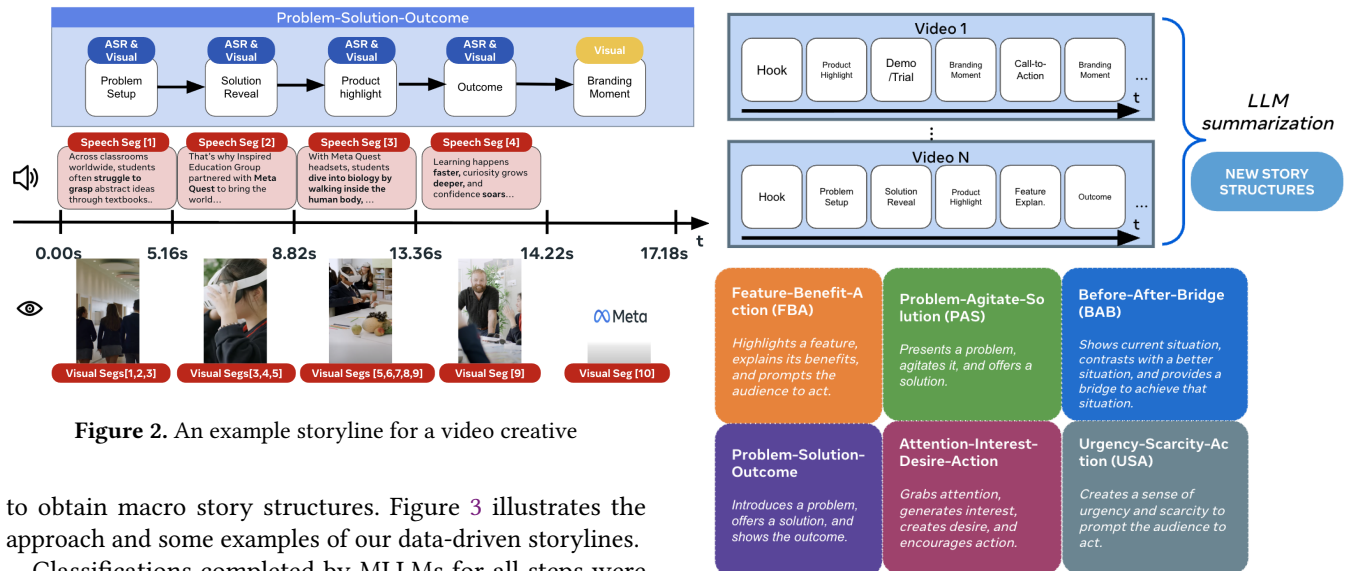 Problem-Solution-Outcome
ASR &
Visual
Problem
Setup
ASR &
Visual
Solution
Reveal
ASR &
Visual
Product
highlight
ASR &
Visual
Outcome
Visual
Branding
Moment
Speech Seg [1]
Across classrooms
worldwide, students
often struggle to
grasp abstract ideas
through textbooks..
Speech Seg [2]
That's why Inspired
Education Group
partnered with Meta
Quest to bring the
world...
Speech Seg [3]
With Meta Quest
headsets, students
dive into biology by
walking inside the
human body, ...
Speech Seg [4]
Learning happens
faster, curiosity grows
deeper, and
confidence soars...
t
0.00s
5.16s
8.82s
13.36s
14.22s
17.18s
Meta
Visual Segs[1,2,3]
Visual Segs[3,4,5]
Visual Segs [5,6,7,8,9]
Visual Seg [9]
Visual Seg [10]
Figure 2. An example storyline for a video creative
to obtain macro story structures. Figure 3 illustrates the
approach and some examples of our data-driven storylines.
Classifications completed by MLLMs for all steps were
Video 1
Hook
Product
Highlight
Demo
/Trial
Branding
Moment
Call-to-
Action
Branding
Moment
...
t
⋮
Video N
Hook
Problem
Setup
Solution
Reveal
Product
Highlight
Feature
Explan.
Outcome
...
t
LLM
summarization
NEW STORY
STRUCTURES
Feature-Benefit-A
ction (FBA)
Highlights a feature,
explains its benefits,
and prompts the
audience to act.
Problem-Agitate-So
lution (PAS)
Presents a problem,
agitates it, and offers a
solution.
Before-After-Bridge
(BAB)
Shows current situation,
contrasts with a better
situation, and provides a
bridge to achieve that
situation.
Problem-Solution-
Outcome
Introduces a problem,
offers a solution, and
shows the outcome.
Attention-Interest-
Desire-Action
Grabs attention,
generates interest,
creates desire, and
encourages action.
Urgency-Scarcity-Ac
tion (USA)
Creates a sense of
urgency and scarcity to
prompt the audience to
act.